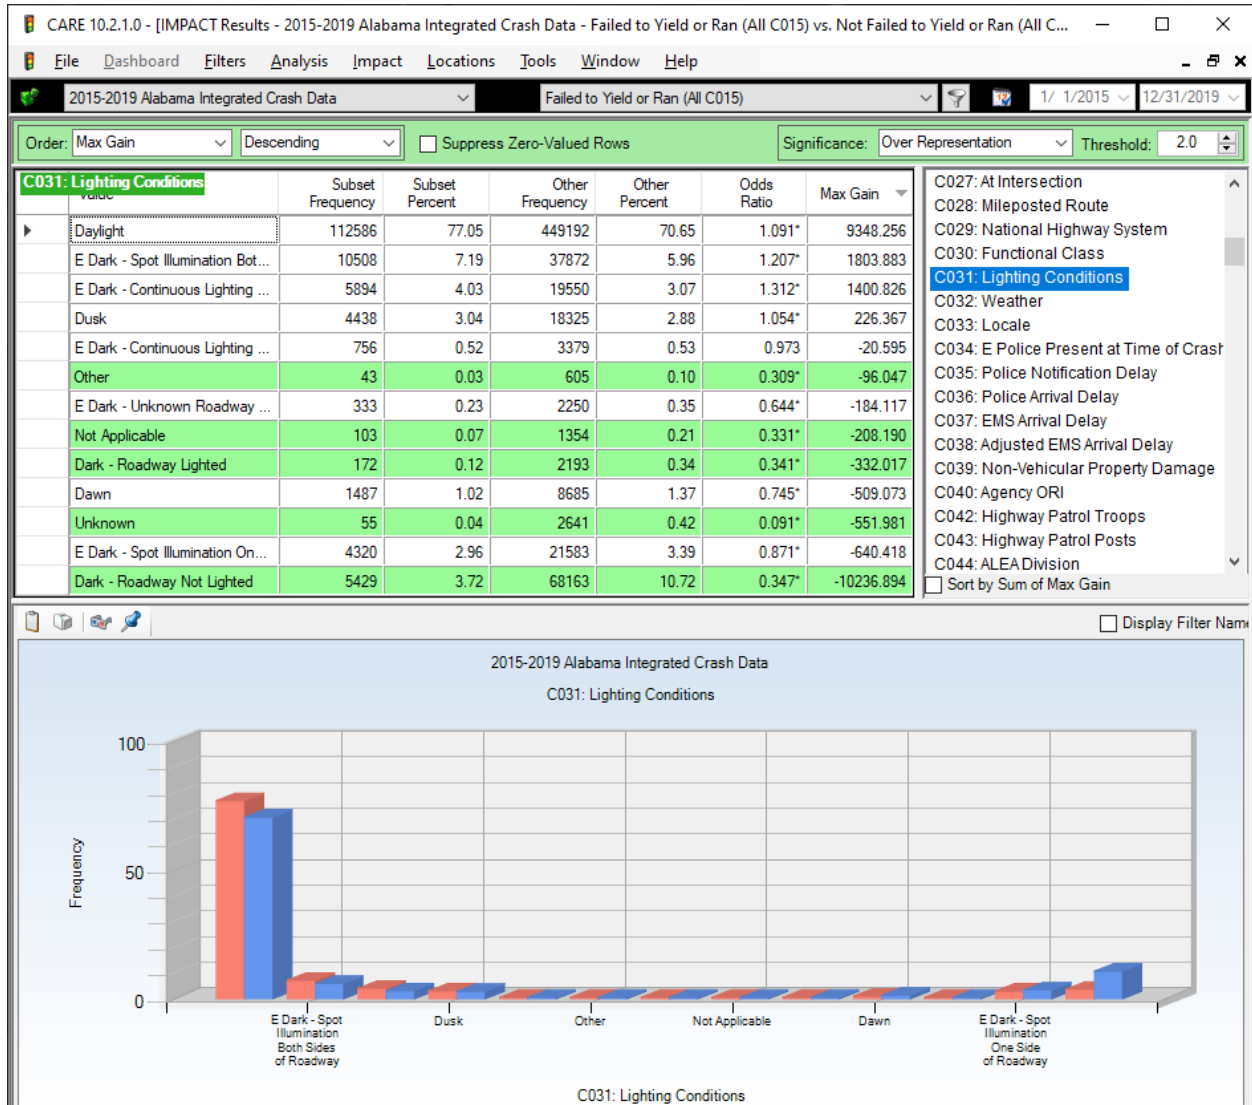 CARE 10.2.1.0 - [IMPACT Results - 2015-2019 Alabama Integrated Crash Data - Failed to Yield or Ran (All C015) vs. Not Failed to Yield or Ran (All C...
File Dashboard Filters Analysis Impact Locations Tools Window Help
2015-2019 Alabama Integrated Crash Data Failed to Yield or Ran (All C015) 1/ 1/2015 12/31/2019
Order: Max Gain Descending Suppress Zero-Valued Rows Significance: Over Representation Threshold: 2.0
C031: Lighting Conditions
Value Subset Frequency Subset Percent Other Frequency Other Percent Odds Ratio Max Gain
Daylight 112586 77.05 449192 70.65 1.091* 9348.256
E Dark - Spot Illumination Bot... 10508 7.19 37872 5.96 1.207* 1803.883
E Dark - Continuous Lighting ... 5894 4.03 19550 3.07 1.312* 1400.826
Dusk 4438 3.04 18325 2.88 1.054* 226.367
E Dark - Continuous Lighting ... 756 0.52 3379 0.53 0.973 -20.595
Other 43 0.03 605 0.10 0.309* -96.047
E Dark - Unknown Roadway ... 333 0.23 2250 0.35 0.644* -184.117
Not Applicable 103 0.07 1354 0.21 0.331* -208.190
Dark - Roadway Lighted 172 0.12 2193 0.34 0.341* -332.017
Dawn 1487 1.02 8685 1.37 0.745* -509.073
Unknown 55 0.04 2641 0.42 0.091* -551.981
E Dark - Spot Illumination On... 4320 2.96 21583 3.39 0.871* -640.418
Dark - Roadway Not Lighted 5429 3.72 68163 10.72 0.347* -10236.894
C027: At Intersection
C028: Mileposted Route
C029: National Highway System
C030: Functional Class
C031: Lighting Conditions
C032: Weather
C033: Locale
C034: E Police Present at Time of Crash
C035: Police Notification Delay
C036: Police Arrival Delay
C037: EMS Arrival Delay
C038: Adjusted EMS Arrival Delay
C039: Non-Vehicular Property Damage
C040: Agency ORI
C042: Highway Patrol Troops
C043: Highway Patrol Posts
C044: ALEA Division
Sort by Sum of Max Gain
Display Filter Name
2015-2019 Alabama Integrated Crash Data
C031: Lighting Conditions
Frequency
100
50
0
E Dark - Spot
Illumination
Both Sides
of Roadway
Dusk
Other
Not Applicable
Dawn
E Dark - Spot
Illumination
One Side
of Roadway
C031: Lighting Conditions